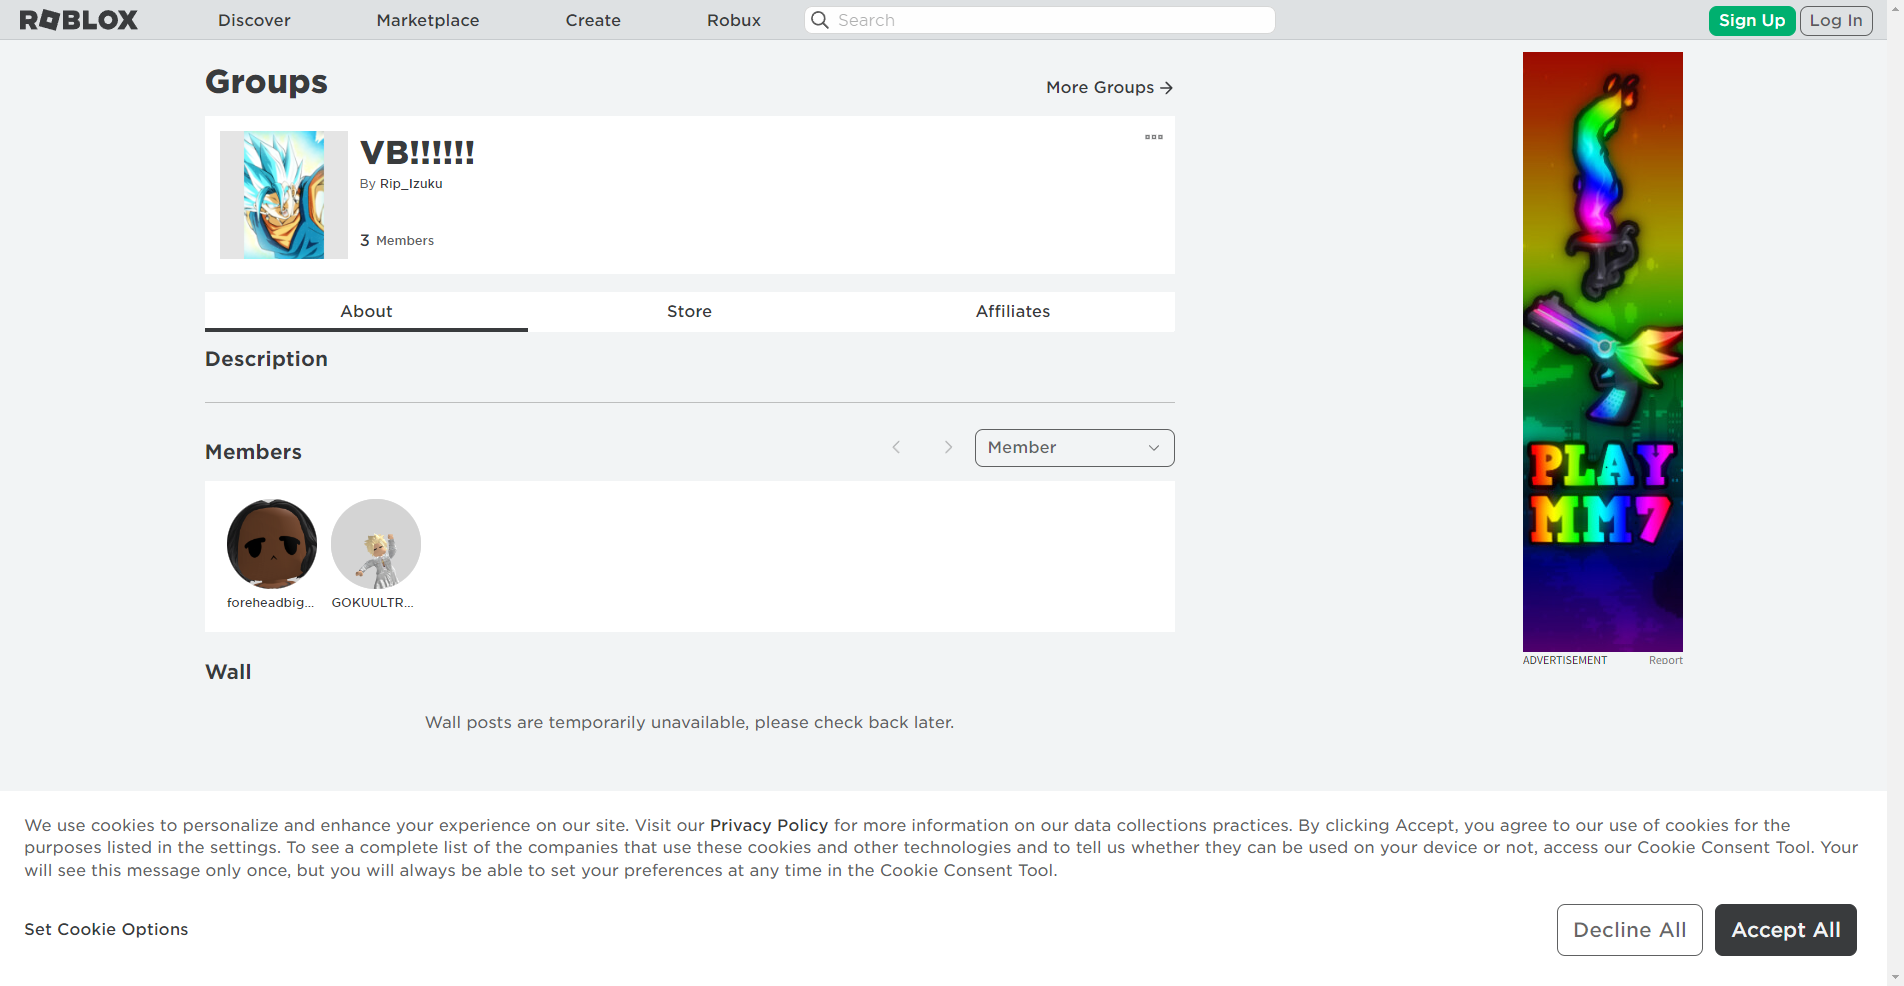 ROBLOX
Discover
Marketplace
Create
Robux
Search
Sign Up
Log In
Groups
More Groups →
VB!!!!!!
By Rip_Izuku
3 Members
About
Store
Affiliates
Description
Members
Member
foreheadbig...
GOKUULTR...
Wall
Wall posts are temporarily unavailable, please check back later.
PLAY
MM7
ADVERTISEMENT
Report
We use cookies to personalize and enhance your experience on our site. Visit our Privacy Policy for more information on our data collections practices. By clicking Accept, you agree to our use of cookies for the
purposes listed in the settings. To see a complete list of the companies that use these cookies and other technologies and to tell us whether they can be used on your device or not, access our Cookie Consent Tool. Your
will see this message only once, but you will always be able to set your preferences at any time in the Cookie Consent Tool.
Set Cookie Options
Decline All
Accept All